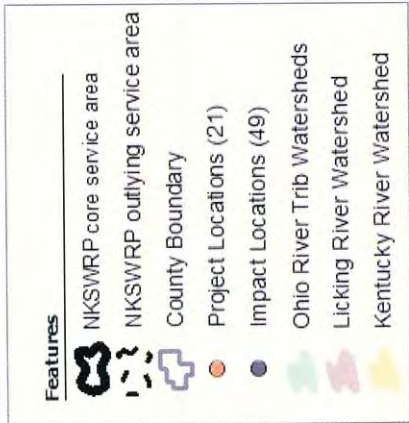 Features
NKSWRP core service area
NKSWRP outlying service area
County Boundary
Project Locations (21)
Impact Locations (49)
Ohio River Trib Watersheds
Licking River Watershed
Kentucky River Watershed